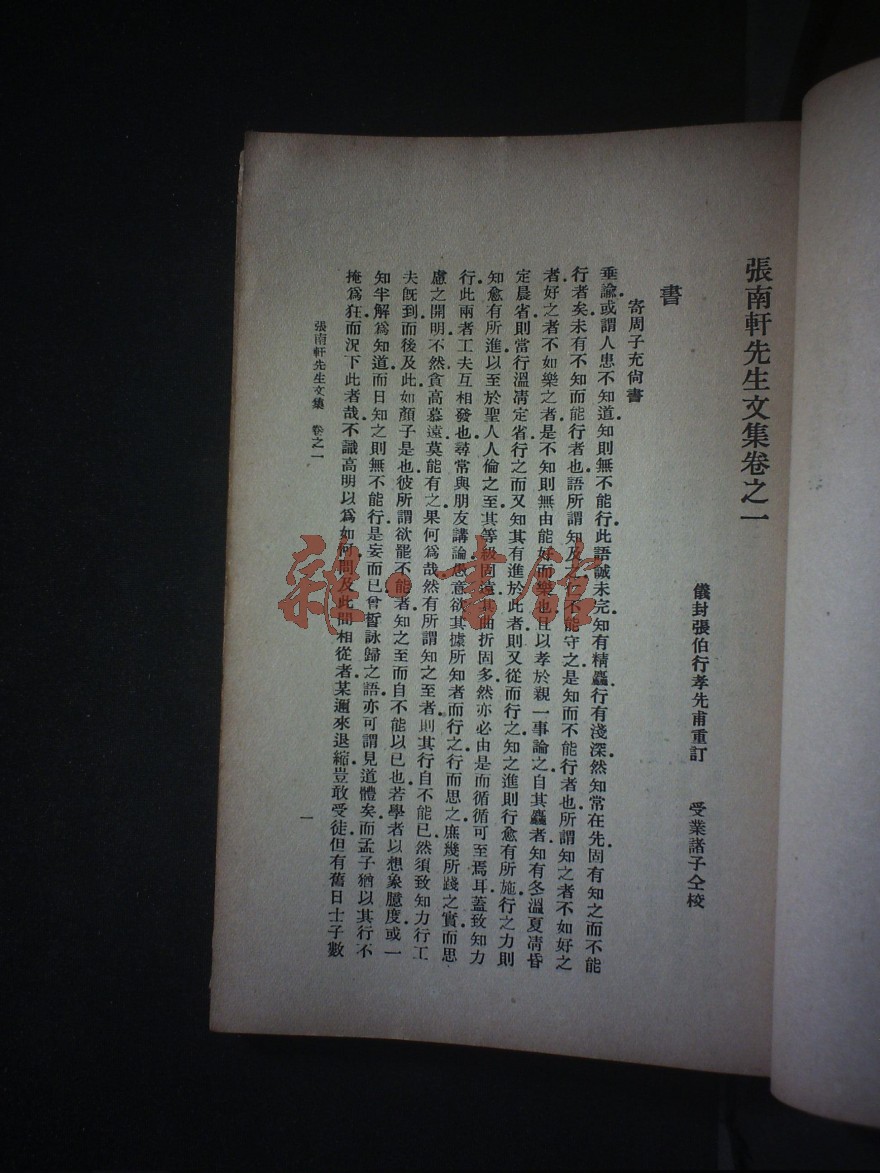 張南軒先生文集卷之一
儀封張伯行孝先甫重訂 受業諸子仝校
書
寄周子充尙書
垂諭或謂人患不知道知則無不能行此語誠未完知有精麤行有淺深然知常在先固有知之而不能
行者矣未有不知而能行者也語所謂知及之仁不能守之是知而不能行者也所謂知之者不如好之
者好之者不如樂之者是不知則無由能好而樂也且以孝於親一事論之自其麤者知有冬溫夏凊昏
定晨省則當行溫凊定省行之而又知其有進於此者則又從而行之知之進則行愈有所施行之力則
知愈有所進以至於聖人人倫之至其等級固遠其曲折固多然亦必由是而循循可至焉耳蓋致知力
行此兩者工夫互相發也尋常與朋友講論愚意欲其據所知者而行之行而思之庶幾所踐之實而思
慮之開明不然貪高慕遠莫能有之果何爲哉然有所謂知之至者則其行自不能已然須致知力行工
夫旣到而後及此如顏子是也彼所謂欲罷不能者知之至而自不能以已也若學者以想象臆度或一
知半解爲知道而日知之則無不能行是妄而已曾晳詠歸之語亦可謂見道體矣而孟子猶以其行不
掩爲狂而況下此者哉不識高明以爲如何問及此間相從者某邇來退縮豈敢受徒但有舊日士子數
張南軒先生文集 卷之一
一
雜·書館